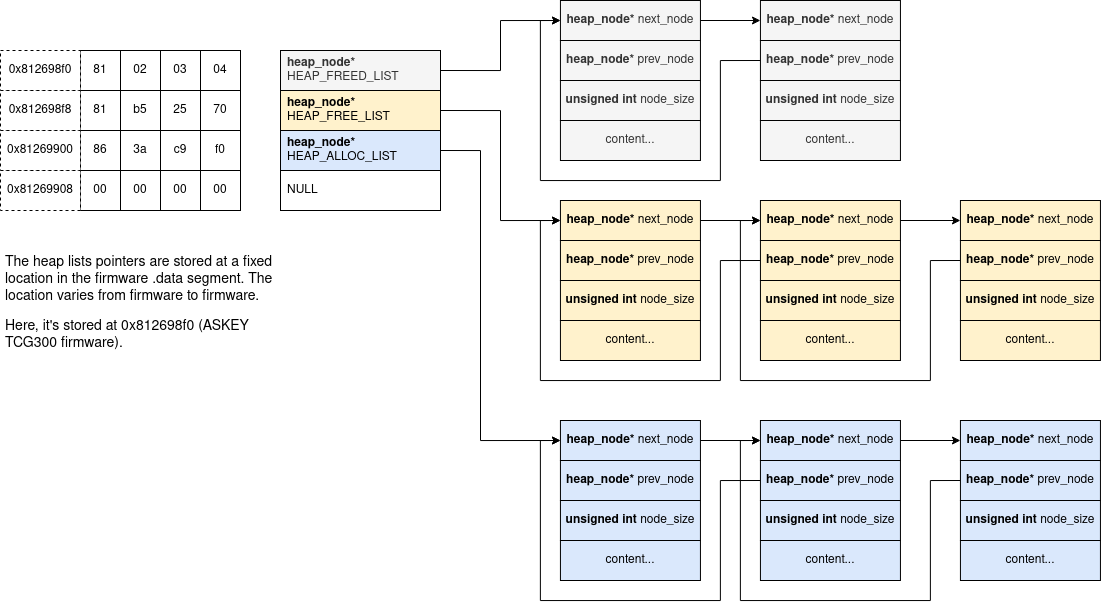 0x812698f0 81 02 03 04
0x812698f8 81 b5 25 70
0x81269900 86 3a c9 f0
0x81269908 00 00 00 00
The heap lists pointers are stored at a fixed
location in the firmware .data segment. The
location varies from firmware to firmware.
Here, it's stored at 0x812698f0 (ASKEY
TCG300 firmware).
heap_node*
HEAP_FREED_LIST
heap_node*
HEAP_FREE_LIST
heap_node*
HEAP_ALLOC_LIST
NULL
heap_node* next_node
heap_node* prev_node
unsigned int node_size
content...
heap_node* next_node
heap_node* prev_node
unsigned int node_size
content...
heap_node* next_node
heap_node* prev_node
unsigned int node_size
content...
heap_node* next_node
heap_node* prev_node
unsigned int node_size
content...
heap_node* next_node
heap_node* prev_node
unsigned int node_size
content...
heap_node* next_node
heap_node* prev_node
unsigned int node_size
content...
heap_node* next_node
heap_node* prev_node
unsigned int node_size
content...
heap_node* next_node
heap_node* prev_node
unsigned int node_size
content...